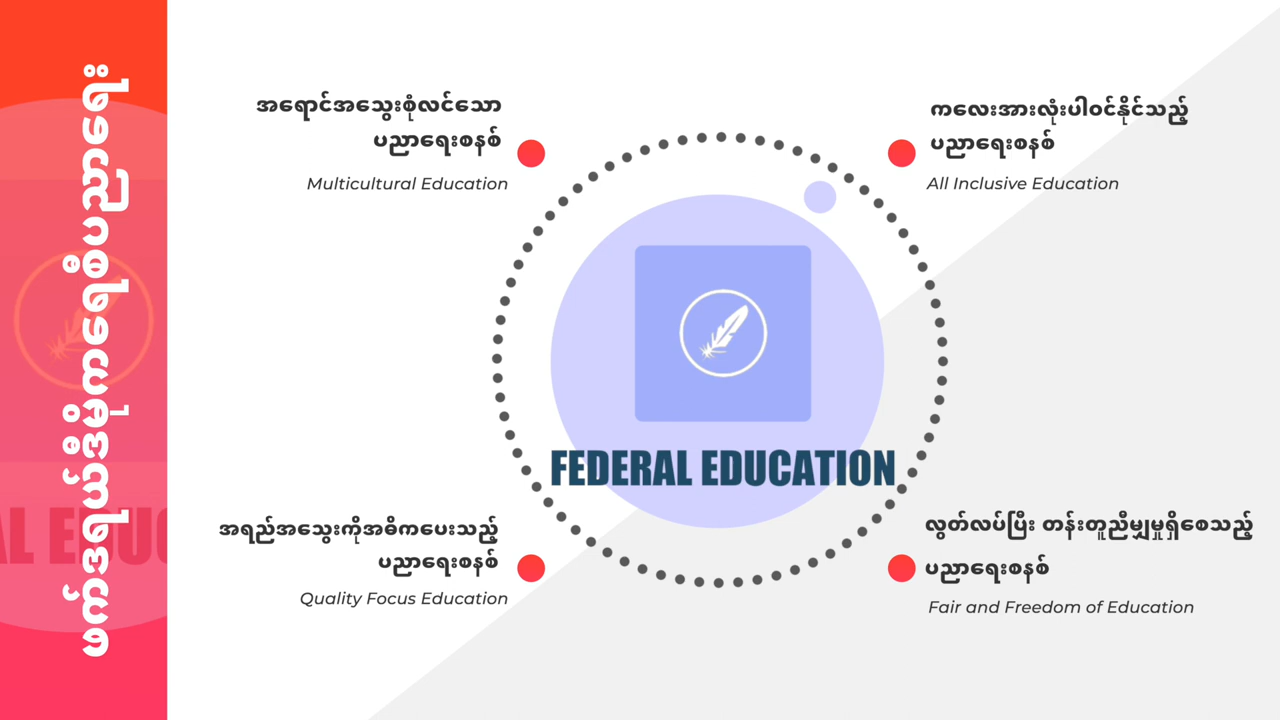 ဖက်ဒရယ်ဒီမိုကရေစီပညာရေး
အရောင်အသွေးစုံလင်သော
ပညာရေးစနစ်
Multicultural Education
ကလေးအားလုံးပါဝင်နိုင်သည့်
ပညာရေးစနစ်
All Inclusive Education
FEDERAL EDUCATION
အရည်အသွေးကိုအဓိကပေးသည့်
ပညာရေးစနစ်
Quality Focus Education
လွတ်လပ်ပြီး တန်းတူညီမျှမှုရှိစေသည့်
ပညာရေးစနစ်
Fair and Freedom of Education
AL EDUC